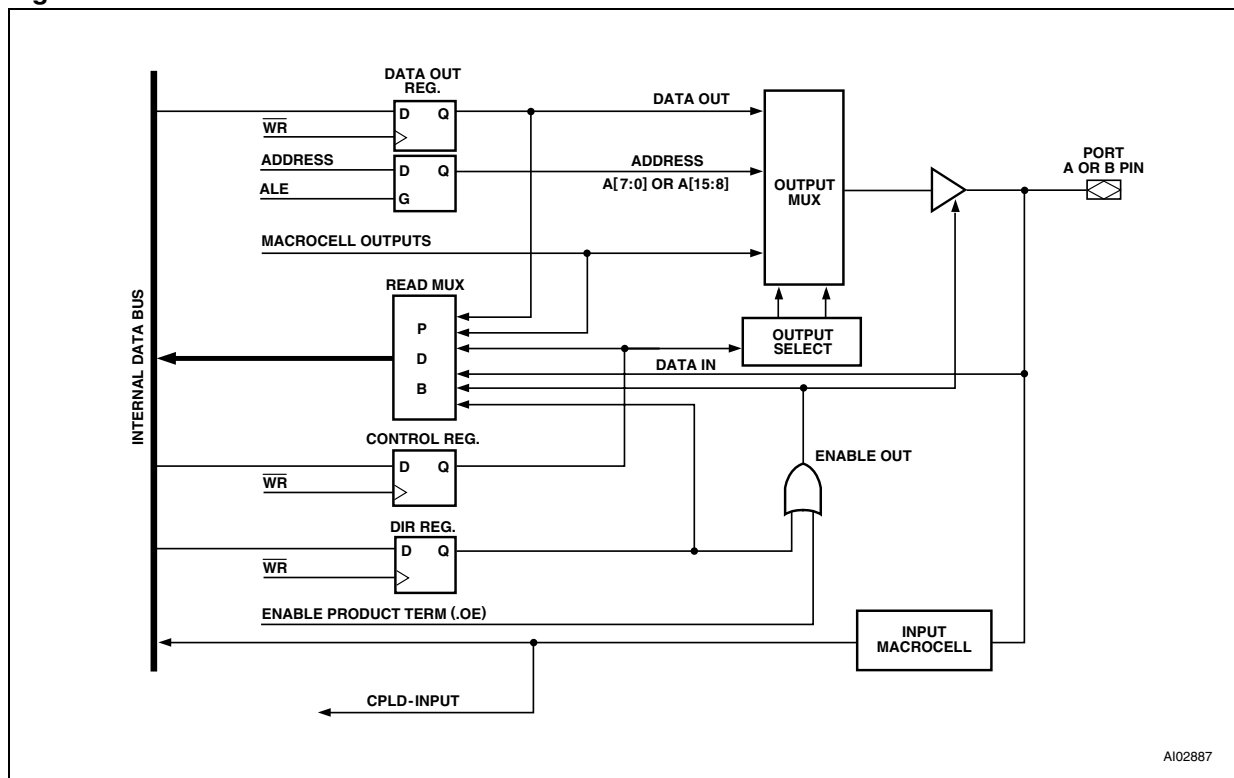 DATA OUT
REG.
D Q
WR
DATA OUT
ADDRESS
ALE
D Q
G
ADDRESS
A[7:0] OR A[15:8]
OUTPUT
MUX
PORT
A OR B PIN
MACROCELL OUTPUTS
READ MUX
P
D
B
OUTPUT
SELECT
DATA IN
INTERNAL DATA BUS
CONTROL REG.
D Q
WR
ENABLE OUT
DIR REG.
D Q
WR
ENABLE PRODUCT TERM (.OE)
INPUT
MACROCELL
CPLD-INPUT
AI02887